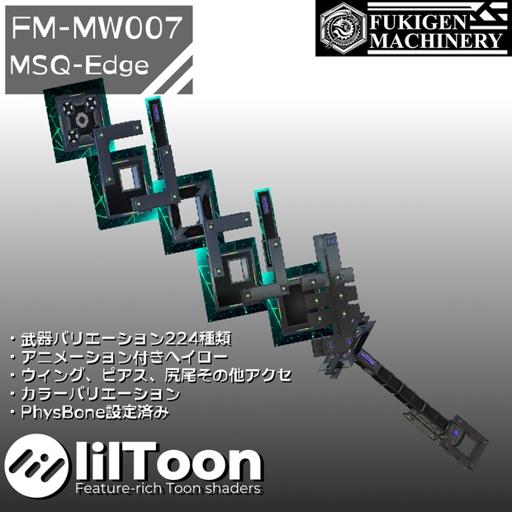 FM-MW007
MSQ-Edge
FUKIGEN
MACHINERY
・武器バリエーション224種類
・アニメーション付きヘイロー
・ウィング、ピアス、尻尾その他アクセ
・カラーバリエーション
・PhysBone設定済み
lilToon
Feature-rich Toon shaders